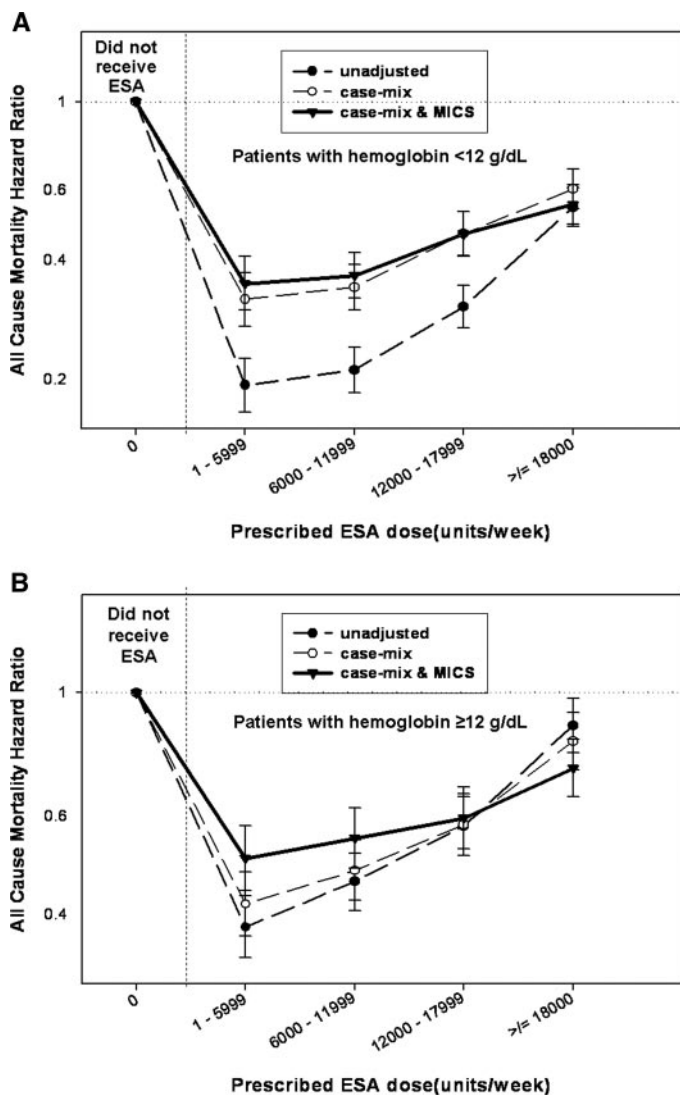 A
Did not
receive
ESA
unadjusted
case-mix
case-mix & MICS
Patients with hemoglobin <12 g/dL
All Cause Mortality Hazard Ratio
1
0.6
0.4
0.2
0
1 - 5999
6000 - 11999
12000 - 17999
>/= 18000
Prescribed ESA dose(units/week)
B
Did not
receive
ESA
unadjusted
case-mix
case-mix & MICS
Patients with hemoglobin ≥12 g/dL
All Cause Mortality Hazard Ratio
1
0.6
0.4
0
1 - 5999
6000 - 11999
12000 - 17999
>/= 18000
Prescribed ESA dose(units/week)